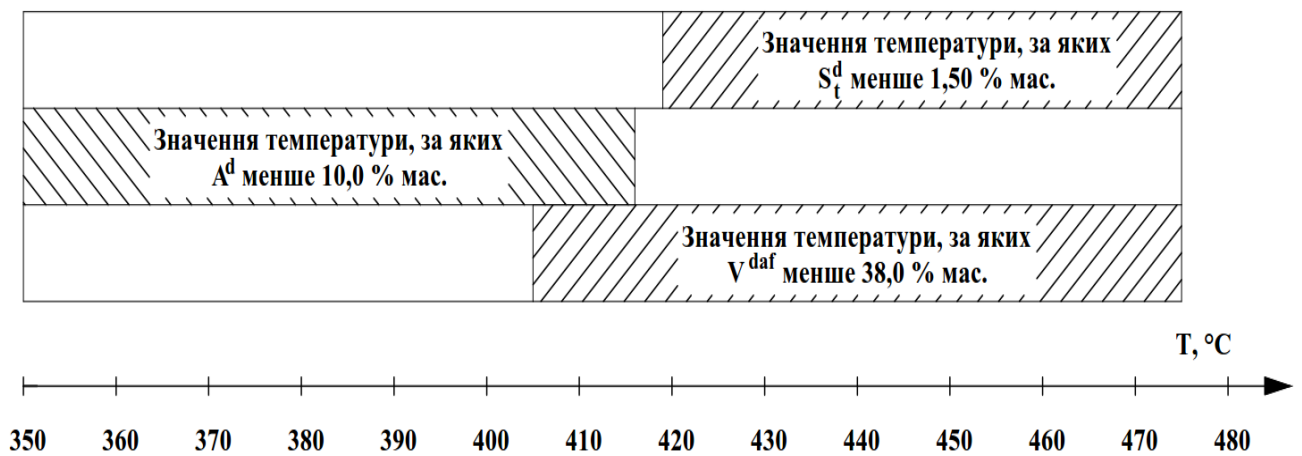 Значення температури, за яких
S^d_t менше 1,50 % мас.
Значення температури, за яких
A^d менше 10,0 % мас.
Значення температури, за яких
V^daf менше 38,0 % мас.
T, °C
350 360 370 380 390 400 410 420 430 440 450 460 470 480